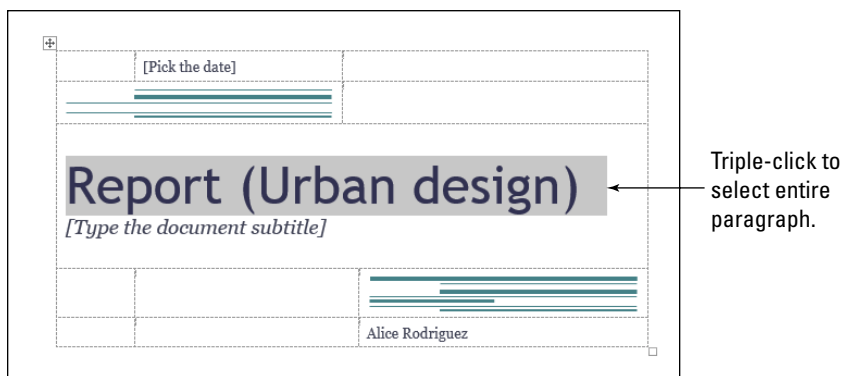 [Pick the date]
Report (Urban design)
[Type the document subtitle]
Alice Rodriguez
Triple-click to
select entire
paragraph.